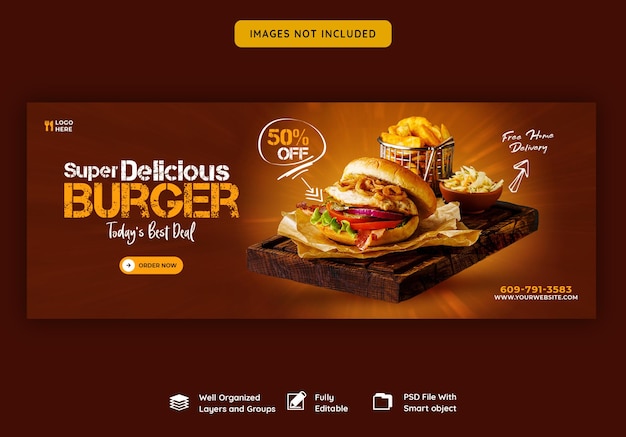 IMAGES NOT INCLUDED
LOGO
HERE
50%
OFF
Free Home
Delivery
Super Delicious
BURGER
Today's Best Deal
ORDER NOW
609-791-3583
WWW.YOURWEBSITE.COM
Well Organized
Layers and Groups
Fully
Editable
PSD File With
Smart object